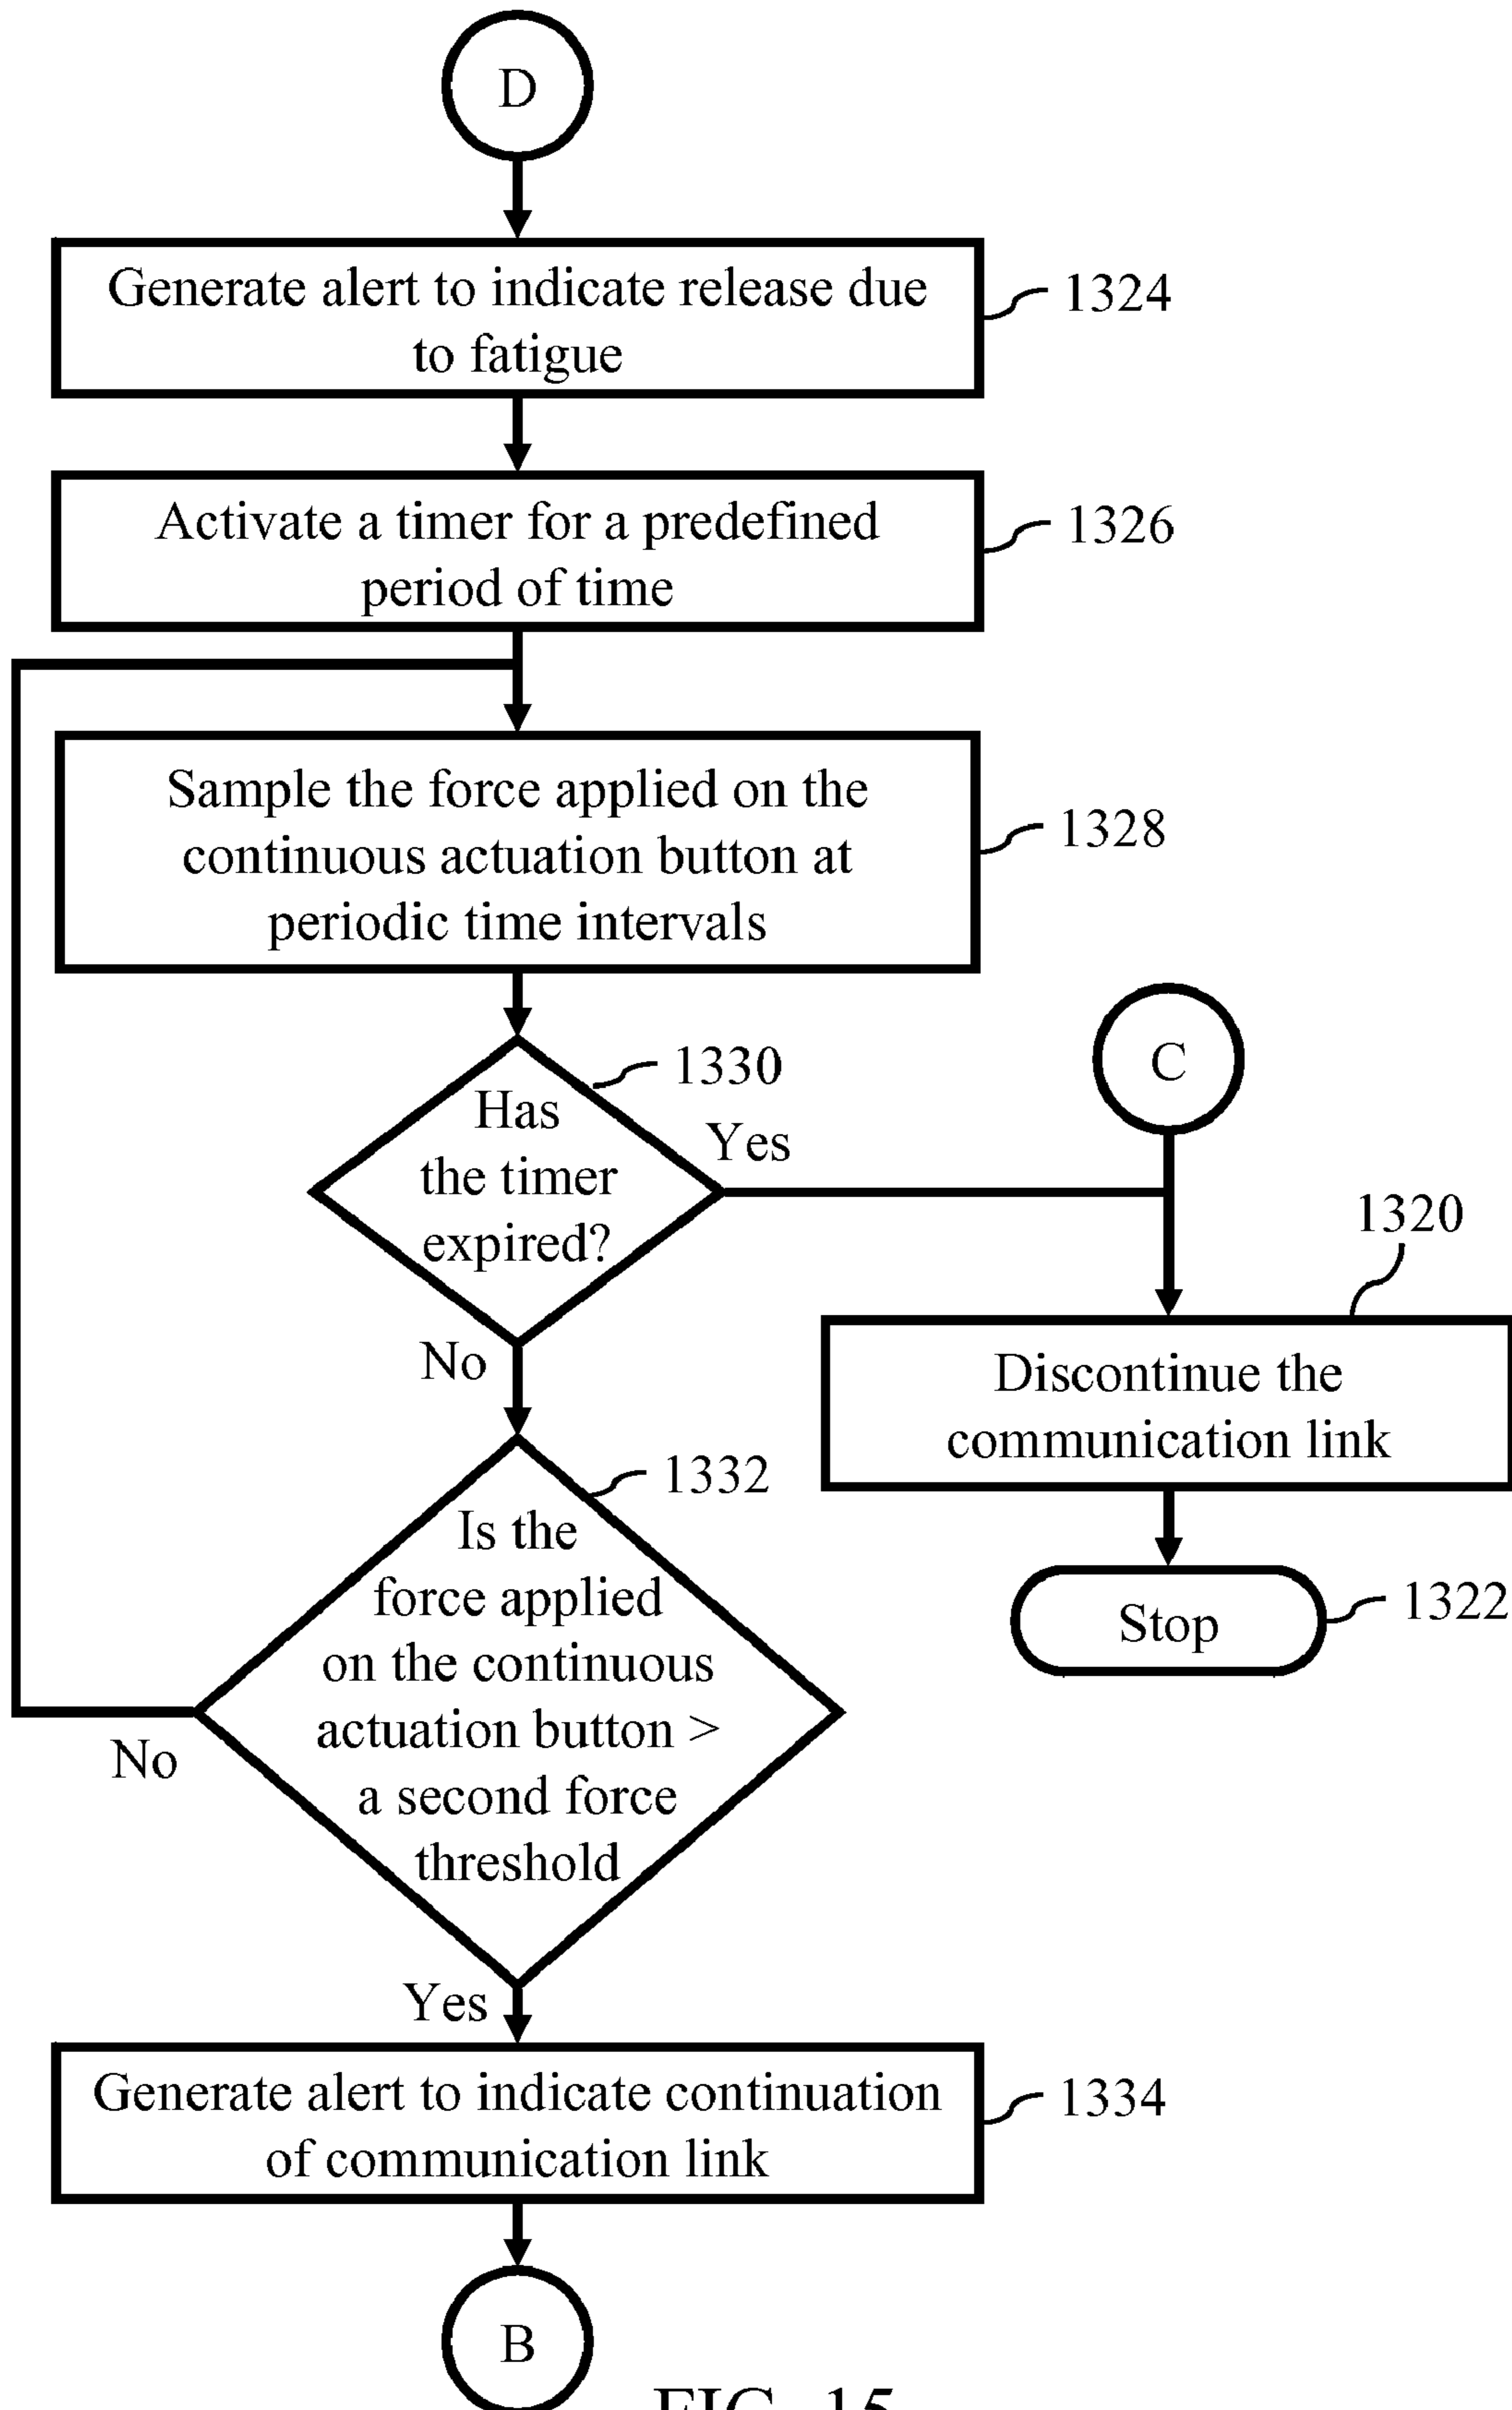 D
Generate alert to indicate release due
to fatigue
1324
Activate a timer for a predefined
period of time
1326
Sample the force applied on the
continuous actuation button at
periodic time intervals
1328
Has
the timer
expired?
1330
Yes
No
C
1320
Discontinue the
communication link
Stop
1322
Is the
force applied
on the continuous
actuation button >
a second force
threshold
1332
No
Yes
Generate alert to indicate continuation
of communication link
1334
B
FIG. 15